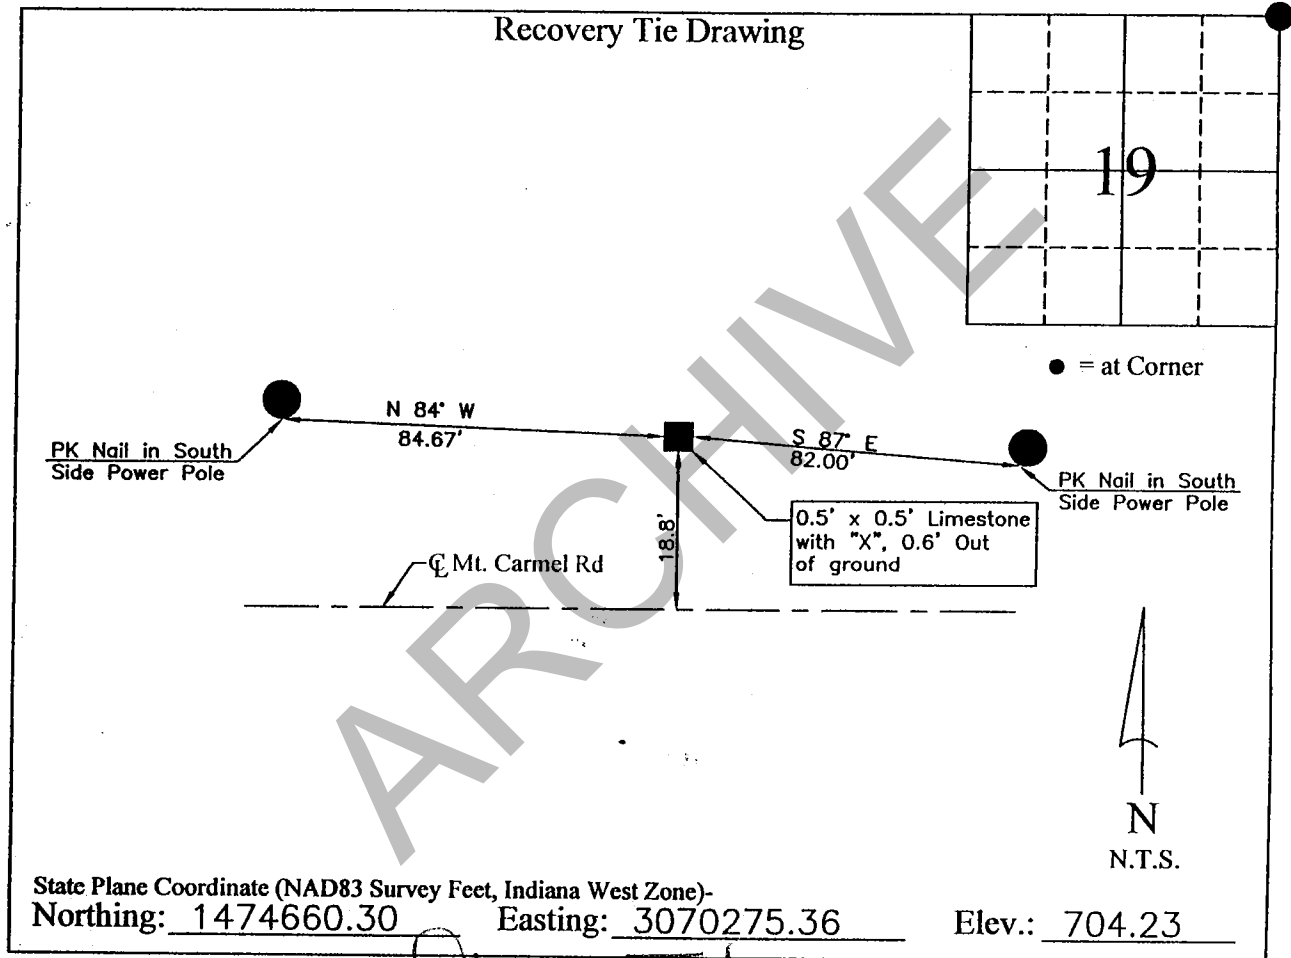 Recovery Tie Drawing
19
● = at Corner
N 84° W
84.67'
PK Nail in South
Side Power Pole
S 87° E
82.00'
PK Nail in South
Side Power Pole
18.8'
0.5' x 0.5' Limestone
with "X", 0.6' Out
of ground
℄ Mt. Carmel Rd
ARCHIVE
N
N.T.S.
State Plane Coordinate (NAD83 Survey Feet, Indiana West Zone)-
Northing: 1474660.30 Easting: 3070275.36 Elev.: 704.23